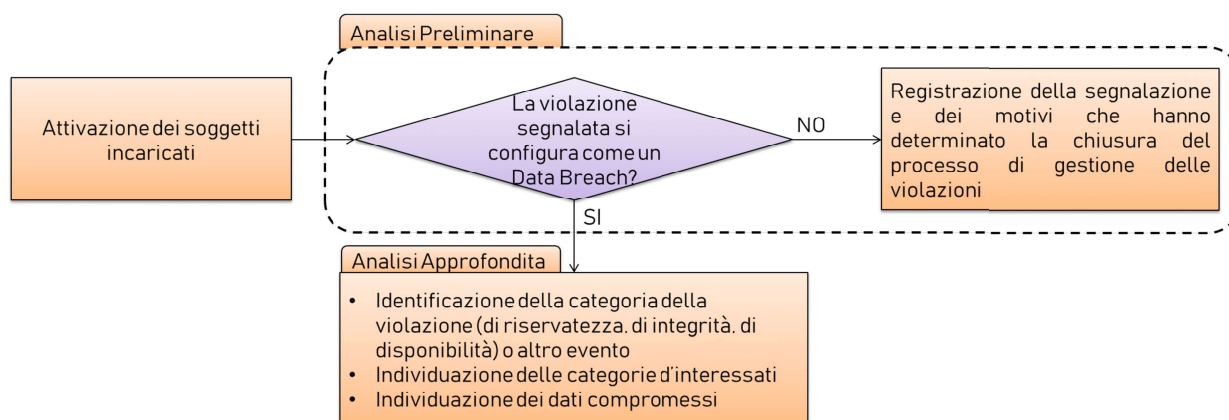 Analisi Preliminare
Attivazione dei soggetti
incaricati
La violazione
segnalata si
configura come un
Data Breach?
NO
Registrazione della segnalazione
e dei motivi che hanno
determinato la chiusura del
processo di gestione delle
violazioni
SI
Analisi Approfondita
• Identificazione della categoria della
violazione (di riservatezza. di integrità. di
disponibilità) o altro evento
• Individuazione delle categorie d'interessati
• Individuazione dei dati compromessi